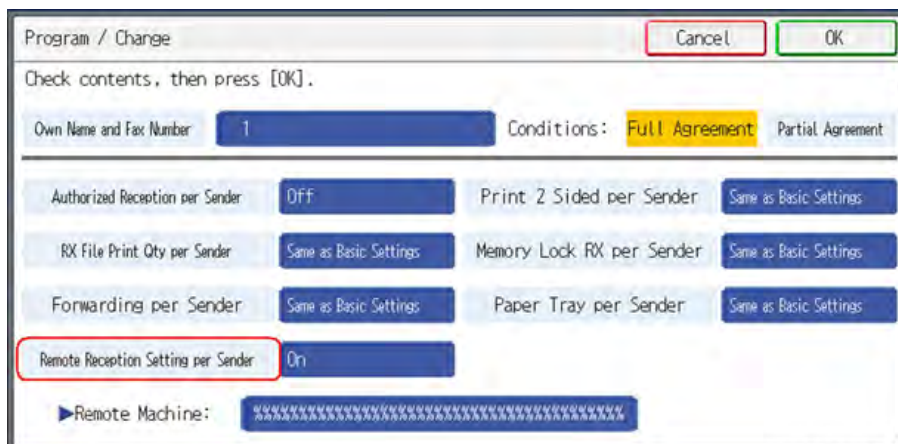 Program / Change Cancel OK
Check contents, then press [OK].
Own Name and Fax Number 1 Conditions: Full Agreement Partial Agreement
Authorized Reception per Sender Off Print 2 Sided per Sender Same as Basic Settings
RX File Print Qty per Sender Same as Basic Settings Memory Lock RX per Sender Same as Basic Settings
Forwarding per Sender Same as Basic Settings Paper Tray per Sender Same as Basic Settings
Remote Reception Setting per Sender On
▶Remote Machine: